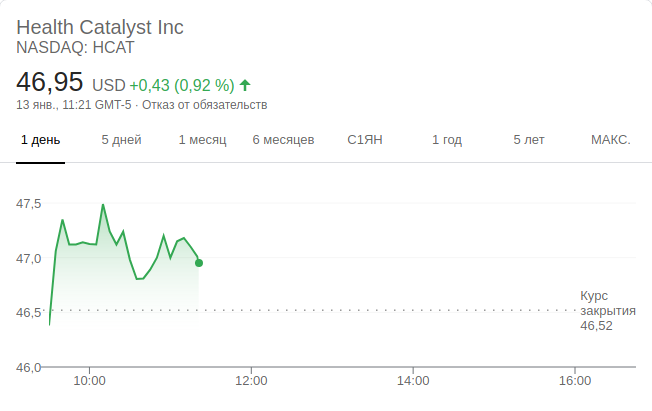 Health Catalyst Inc
NASDAQ: HCAT
46,95 USD +0,43 (0,92 %)
13 янв., 11:21 GMT-5 · Отказ от обязательств
1 день 5 дней 1 месяц 6 месяцев С1ЯН 1 год 5 лет МАКС.
47,5
47,0
46,5
46,0
Курс
закрытия
46,52
10:00 12:00 14:00 16:00